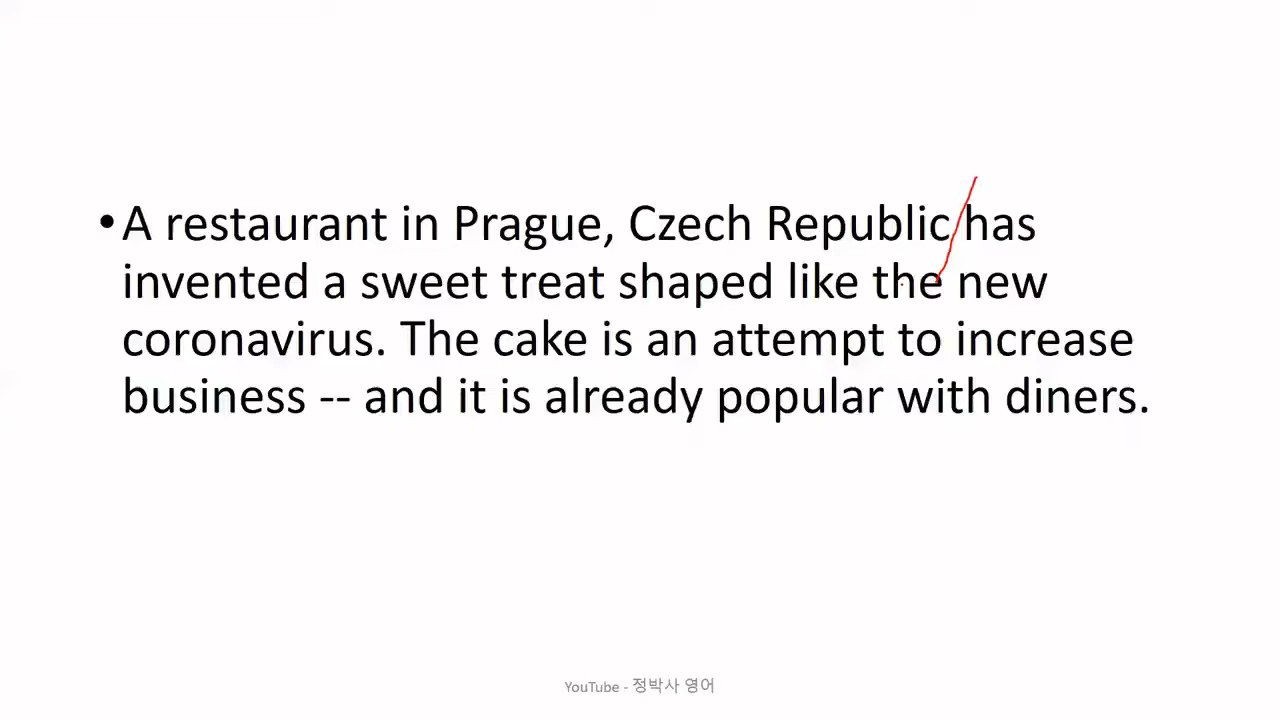 •A restaurant in Prague, Czech Republic has
invented a sweet treat shaped like the new
coronavirus. The cake is an attempt to increase
business -- and it is already popular with diners.
YouTube - 정박사 영어